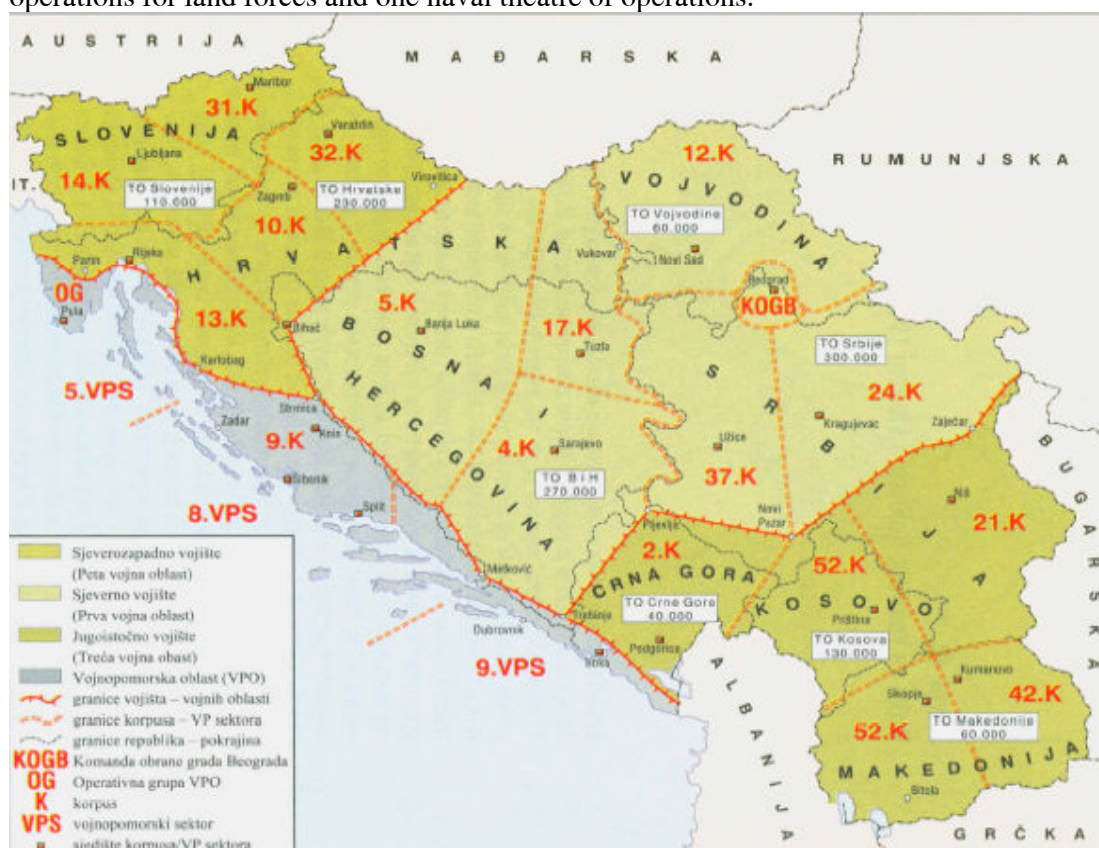 operations for land forces and one naval theatre of operations.
AUSTRIJA
MAĐARSKA
Maribor
31.K
SLOVENIJA
Varaždin
32.K
12.K
RUMUNJSKA
Ljubljana
14.K
IT.
TO Slovenije
110.000
Zagreb
TO Hrvatske
230.000
Virovitica
VOJVODINA
TO Vojvodine
60.000
10.K
HRVATSKA
Vukovar
Novi Sad
Rijeka
Pazin
OG
Pula
Beograd
KOGB
5.K
13.K
Bihać
Banja Luka
17.K
Tuzla
TO Srbije
300.000
BOSNA I
HERCEGOVINA
SRBIJA
Karlobag
5.VPS
24.K
Strmica
Zadar
9.K
Knin
4.K
Sarajevo
Užice
Kragujevac
Zaječar
BUGARSKA
TO BiH
270.000
37.K
Šibenik
8.VPS
Split
Niš
21.K
Novi
Pazar
Pljevlja
2.K
52.K
Metković
CRNA GORA
KOSOVO
TO Crne Gore
40.000
Trebinje
Priština
TO Kosova
130.000
Dubrovnik
Podgorica
9.VPS
Boka
ALBANIJA
Kumanovo
42.K
Skopje
52.K
TO Makedonije
60.000
MAKEDONIJA
Bitola
GRČKA
Sjeverozapadno vojište
(Peta vojna oblast)
Sjeverno vojište
(Prva vojna oblast)
Jugoistočno vojište
(Treća vojna obast)
Vojnopomorska oblast (VPO)
granice vojišta – vojnih oblasti
granice korpusa – VP sektora
granice republika – pokrajina
KOGB Komanda obrane grada Beograda
OG Operativna grupa VPO
K korpus
VPS vojnopomorski sektor
sjedište korpusa/VP sektora